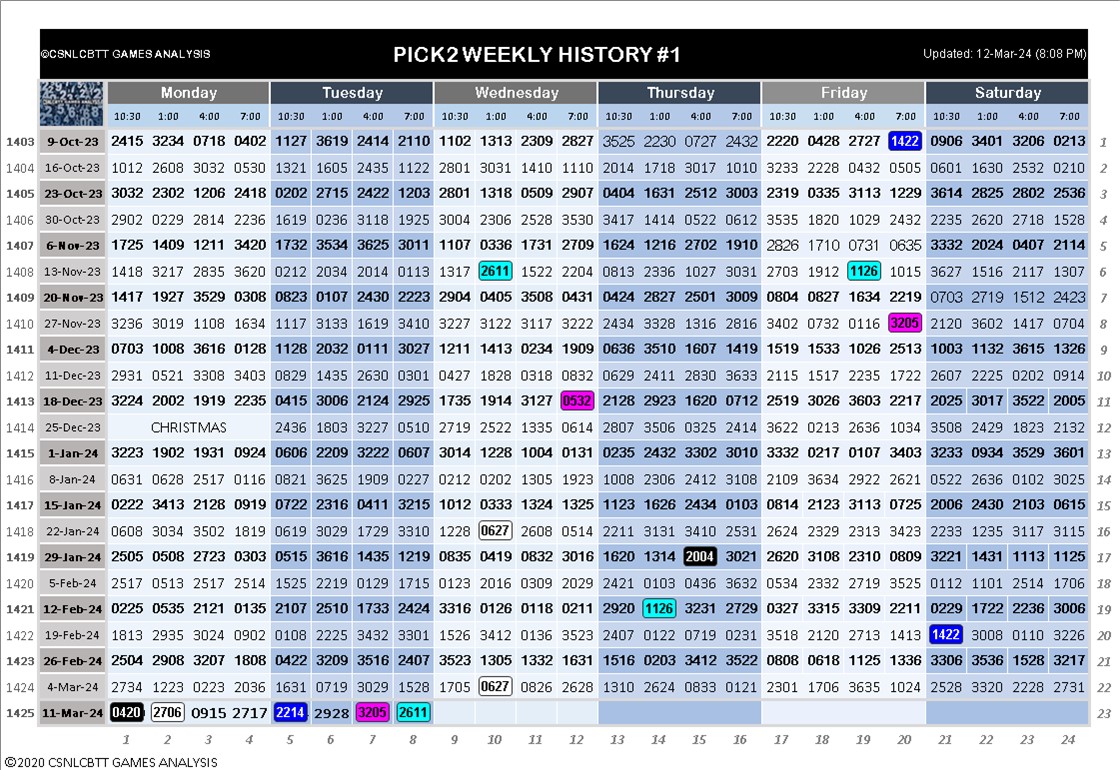 ©CSNLCBTT GAMES ANALYSIS PICK2 WEEKLY HISTORY #1 Updated: 12-Mar-24 (8:08 PM)
Monday Tuesday Wednesday Thursday Friday Saturday
10:30 1:00 4:00 7:00 10:30 1:00 4:00 8:00 10:30 1:00 4:00 7:00 10:30 1:00 4:00 7:00 10:30 1:00 4:00 7:00 10:30 1:00 4:00 7:00
1403 9-Oct-23 2415 3234 0718 0402 1127 3619 2414 2110 1102 1313 2309 2827 3525 2230 0727 2432 2220 0428 2727 1422 0906 3401 3206 0213 1
1404 16-Oct-23 1012 2608 3032 0530 1321 1605 2435 1122 2801 3031 1410 1110 2014 1718 3017 1010 3233 2228 0432 0505 0601 1630 2532 0210 2
1405 23-Oct-23 3032 2302 1206 2418 0202 2715 2422 1203 2801 1318 0509 2907 0404 1631 2512 3003 2319 0335 3113 1229 3614 2825 2802 2536 3
1406 30-Oct-23 2902 0229 2814 2236 1619 0236 3118 1925 3004 2306 2528 3530 3417 1414 0522 0612 3535 1820 1029 2432 2235 2620 2718 1528 4
1407 6-Nov-23 1725 1409 1211 3420 1732 3534 3625 3011 1107 0336 1731 2709 1624 1216 2702 1910 2826 1710 0731 0635 3332 2024 0407 2114 5
1408 13-Nov-23 1418 3217 2835 3620 0212 2034 2014 0113 1317 2611 1522 2204 0813 2336 1027 3031 2703 1912 1126 1015 3627 1516 2117 1307 6
1409 20-Nov-23 1417 1927 3529 0308 0823 0107 2430 2223 2904 0405 3508 0431 0424 2827 2501 3009 0804 0827 1634 2219 0703 2719 1512 2423 7
1410 27-Nov-23 3236 3019 1108 1634 1117 3133 1619 3410 3227 3122 3117 3222 2434 3328 1316 2816 3402 0732 0116 3205 2120 3602 1417 0704 8
1411 4-Dec-23 0703 1008 3616 0128 1128 2032 0111 3027 1211 1413 0234 1909 0636 3510 1607 1419 1519 1533 1026 2513 1003 1132 3615 1326 9
1412 11-Dec-23 2931 0521 3308 3403 0829 1435 2630 0301 0427 1828 0318 0832 0629 2411 2830 3633 2115 1517 2235 1722 2607 2225 0202 0914 10
1413 18-Dec-23 3224 2002 1919 2235 0415 3006 2124 2925 1735 1914 3127 0532 2128 2923 1620 0712 2519 3026 3603 2217 2025 3017 3522 2005 11
1414 25-Dec-23 CHRISTMAS 2436 1803 3227 0510 2719 2522 1335 0614 2807 3506 0325 2414 3622 0213 2636 1034 3508 2429 1823 2132 12
1415 1-Jan-24 3223 1902 1931 0924 0606 2209 3222 0607 3014 1228 1004 0131 0235 2432 3302 3010 3332 0217 0107 3403 3233 0934 3529 3601 13
1416 8-Jan-24 0631 0628 2517 0116 0821 3625 1909 0227 0212 0202 1305 1923 1008 2306 2412 3108 2109 3634 2922 2621 0522 2636 0102 3025 14
1417 15-Jan-24 0222 3413 2128 0919 0722 2316 0411 3215 1012 0333 1324 1325 1123 1626 2434 0103 0814 2123 3113 0725 2006 2430 2103 0615 15
1418 22-Jan-24 0608 3034 3502 1819 0619 3029 1729 3310 1228 0627 2608 0514 2211 3131 3410 2531 2624 2329 2313 3423 2233 1235 3117 3115 16
1419 29-Jan-24 2505 0508 2723 0303 0515 3616 1435 1219 0835 0419 0832 3016 1620 1314 2004 3021 2620 3108 2310 0809 3221 1431 1113 1125 17
1420 5-Feb-24 2517 0513 2517 2514 1525 2219 0129 1715 0123 2016 0309 2029 2421 0103 0436 3632 0534 2332 2719 3525 0112 1101 2514 1706 18
1421 12-Feb-24 0225 0535 2121 0135 2107 2510 1733 2424 3316 0126 0118 0211 2920 1126 3231 2729 0327 3315 3309 2211 0229 1722 2236 3006 19
1422 19-Feb-24 1813 2935 3024 0902 0108 2225 3432 3301 1526 3412 0136 3523 2407 0122 0719 0231 3518 2120 2713 1413 1422 3008 0110 3226 20
1423 26-Feb-24 2504 2908 3207 1808 0422 3209 3516 2407 3523 1305 1332 1631 1516 0203 3412 3522 0808 0618 1125 1336 3306 3536 1528 3217 21
1424 4-Mar-24 2734 1223 0223 2036 1631 0719 3029 1528 1705 0627 0826 2628 1310 2624 0833 0121 2301 1706 3635 1024 2528 3320 2228 2731 22
1425 11-Mar-24 0420 2706 0915 2717 2214 2928 3205 2611 23
1 2 3 4 5 6 7 8 9 10 11 12 13 14 15 16 17 18 19 20 21 22 23 24
©2020 CSNLCBTT GAMES ANALYSIS